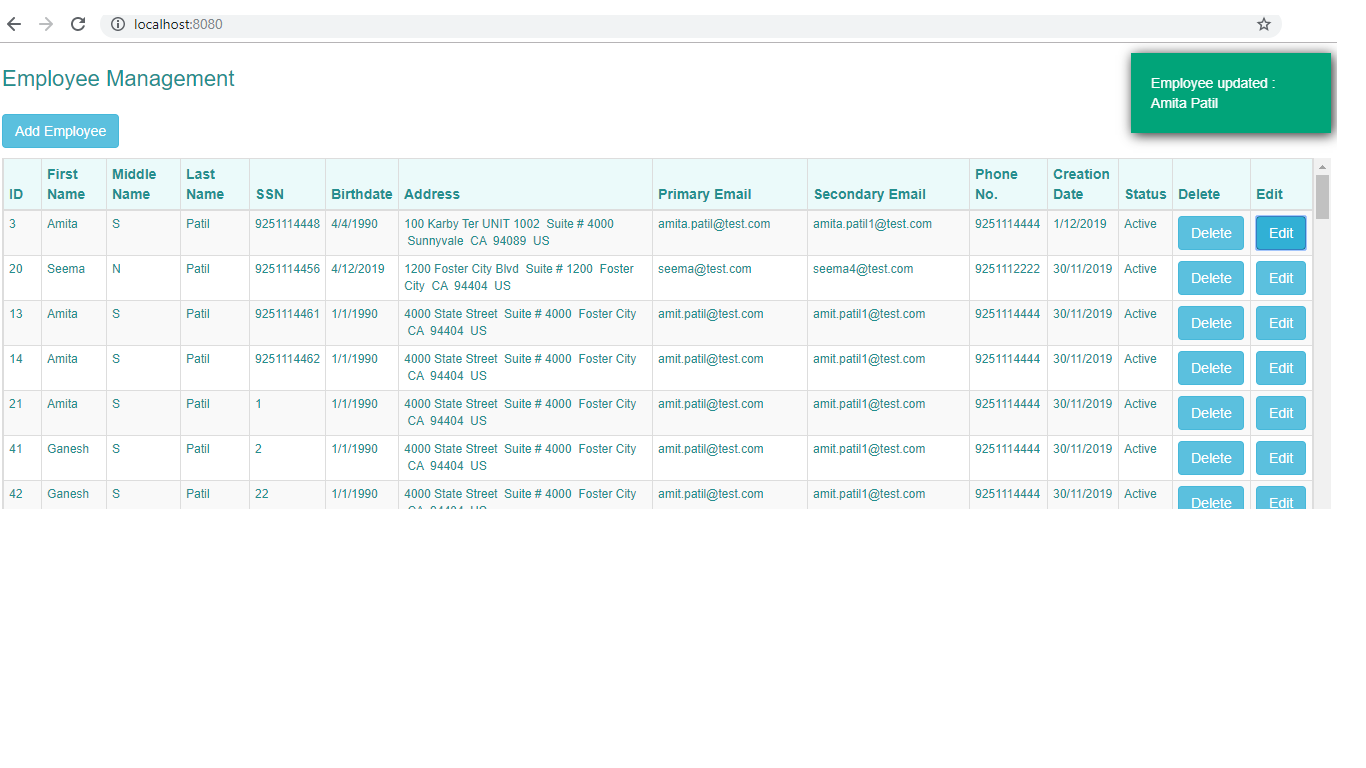 localhost:8080
Employee Management
Employee updated :
Amita Patil
Add Employee
ID First Name Middle Name Last Name SSN Birthdate Address Primary Email Secondary Email Phone No. Creation Date Status Delete Edit
3 Amita S Patil 9251114448 4/4/1990 100 Karby Ter UNIT 1002 Suite # 4000 amita.patil@test.com amita.patil1@test.com 9251114444 1/12/2019 Active Delete Edit
Sunnyvale CA 94089 US
20 Seema N Patil 9251114456 4/12/2019 1200 Foster City Blvd Suite # 1200 Foster seema@test.com seema4@test.com 9251112222 30/11/2019 Active Delete Edit
City CA 94404 US
13 Amita S Patil 9251114461 1/1/1990 4000 State Street Suite # 4000 Foster City amit.patil@test.com amit.patil1@test.com 9251114444 30/11/2019 Active Delete Edit
CA 94404 US
14 Amita S Patil 9251114462 1/1/1990 4000 State Street Suite # 4000 Foster City amit.patil@test.com amit.patil1@test.com 9251114444 30/11/2019 Active Delete Edit
CA 94404 US
21 Amita S Patil 1 1/1/1990 4000 State Street Suite # 4000 Foster City amit.patil@test.com amit.patil1@test.com 9251114444 30/11/2019 Active Delete Edit
CA 94404 US
41 Ganesh S Patil 2 1/1/1990 4000 State Street Suite # 4000 Foster City amit.patil@test.com amit.patil1@test.com 9251114444 30/11/2019 Active Delete Edit
CA 94404 US
42 Ganesh S Patil 22 1/1/1990 4000 State Street Suite # 4000 Foster City amit.patil@test.com amit.patil1@test.com 9251114444 30/11/2019 Active Delete Edit